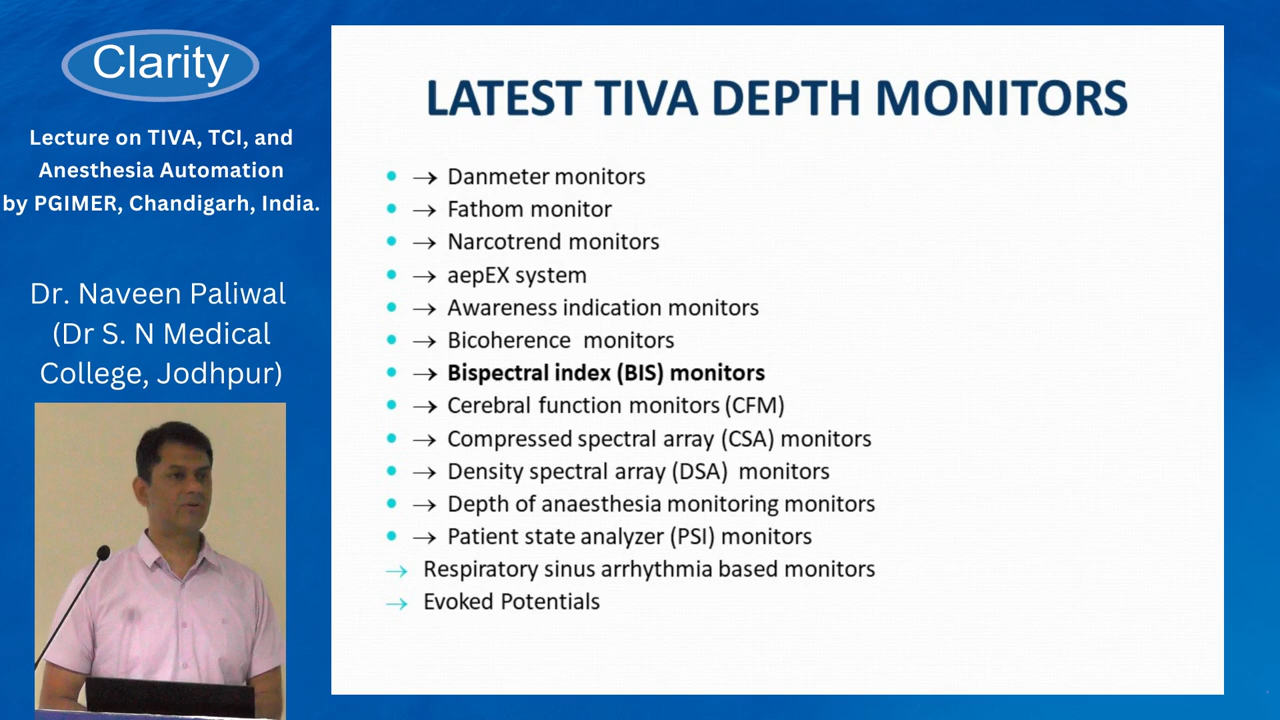 Clarity
Lecture on TIVA, TCI, and
Anesthesia Automation
by PGIMER, Chandigarh, India.
Dr. Naveen Paliwal
(Dr S. N Medical
College, Jodhpur)
LATEST TIVA DEPTH MONITORS
• → Danmeter monitors
• → Fathom monitor
• → Narcotrend monitors
• → aepEX system
• → Awareness indication monitors
• → Bicoherence monitors
• → Bispectral index (BIS) monitors
• → Cerebral function monitors (CFM)
• → Compressed spectral array (CSA) monitors
• → Density spectral array (DSA) monitors
• → Depth of anaesthesia monitoring monitors
• → Patient state analyzer (PSI) monitors
→ Respiratory sinus arrhythmia based monitors
→ Evoked Potentials